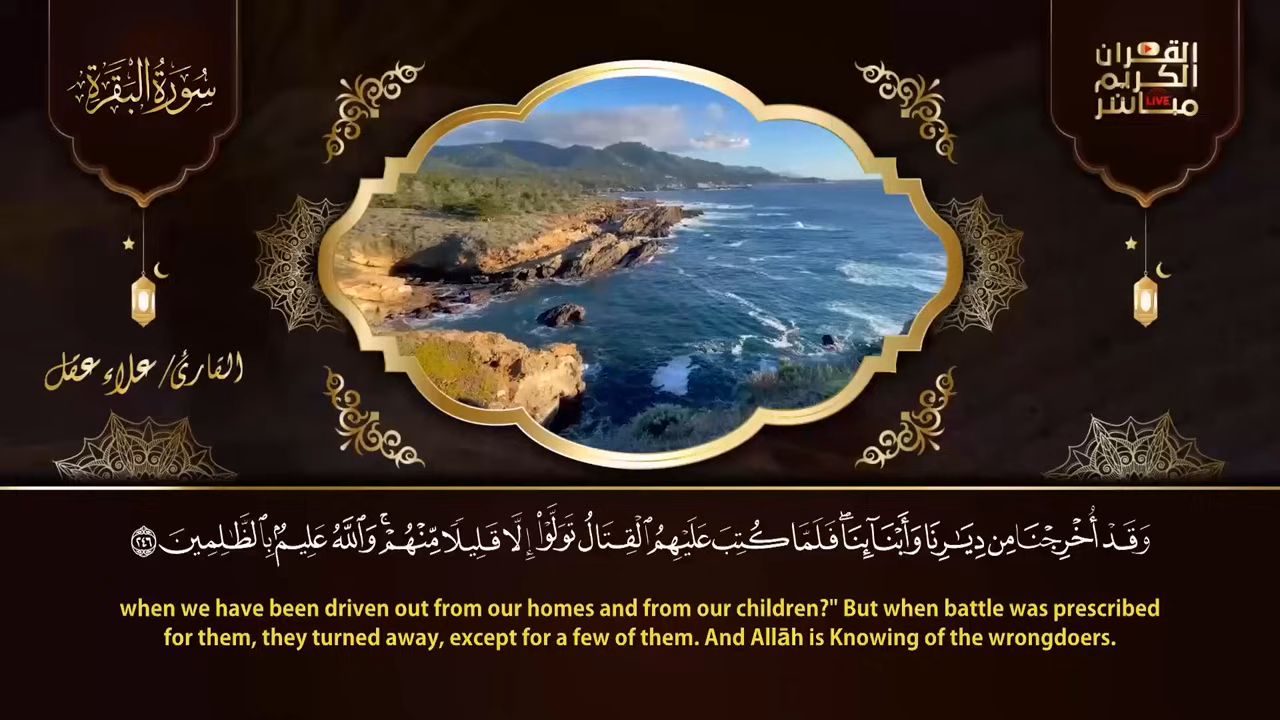 سُورَةُ البَقَرَةِ
القرآن
الكريم
مباشر
LIVE
القارئ/ علاء عقل
وَقَدْ أُخْرِجْنَا مِن دِيَـٰرِنَا وَأَبْنَآئِنَا ۖ فَلَمَّا كُتِبَ عَلَيْهِمُ ٱلْقِتَالُ تَوَلَّوْا۟ إِلَّا قَلِيلًا مِّنْهُمْ ۚ وَٱللَّهُ عَلِيمٌۢ بِٱلظَّـٰلِمِينَ ٢٤٦
when we have been driven out from our homes and from our children?" But when battle was prescribed
for them, they turned away, except for a few of them. And Allāh is Knowing of the wrongdoers.